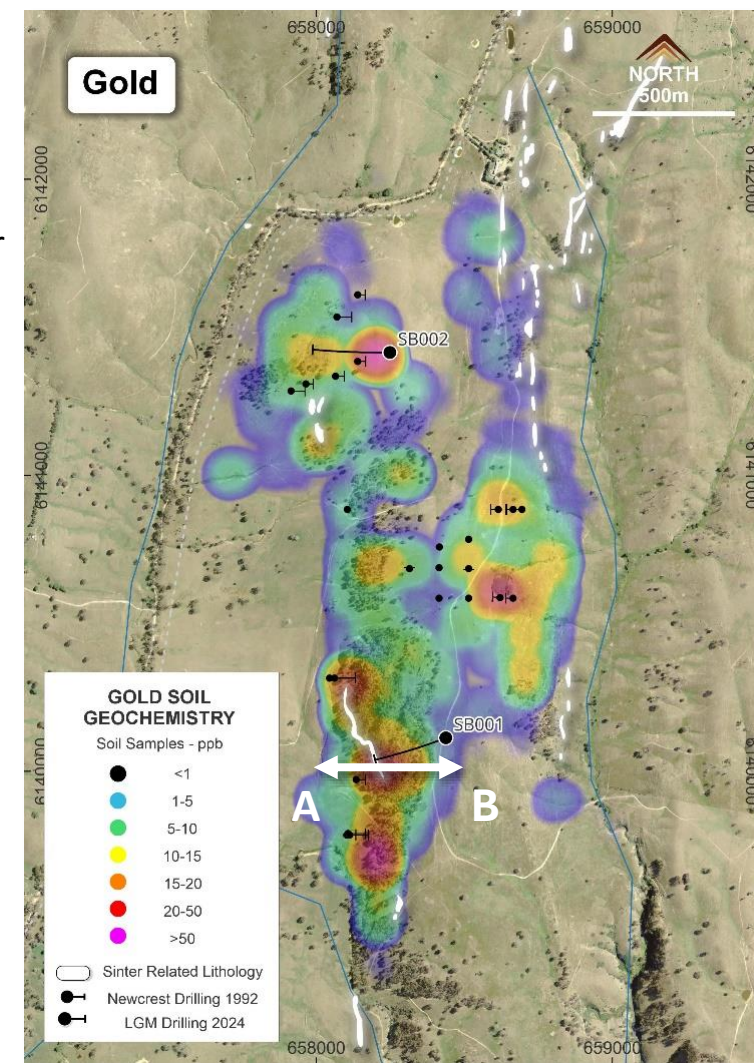 658000
659000
Gold
NORTH
500m
6142000
6142000
SB002
6141000
6141000
GOLD SOIL
GEOCHEMISTRY
Soil Samples - ppb
<1
1-5
5-10
10-15
15-20
20-50
>50
Sinter Related Lithology
Newcrest Drilling 1992
LGM Drilling 2024
SB001
6140000
6140000
A
B
658000
659000